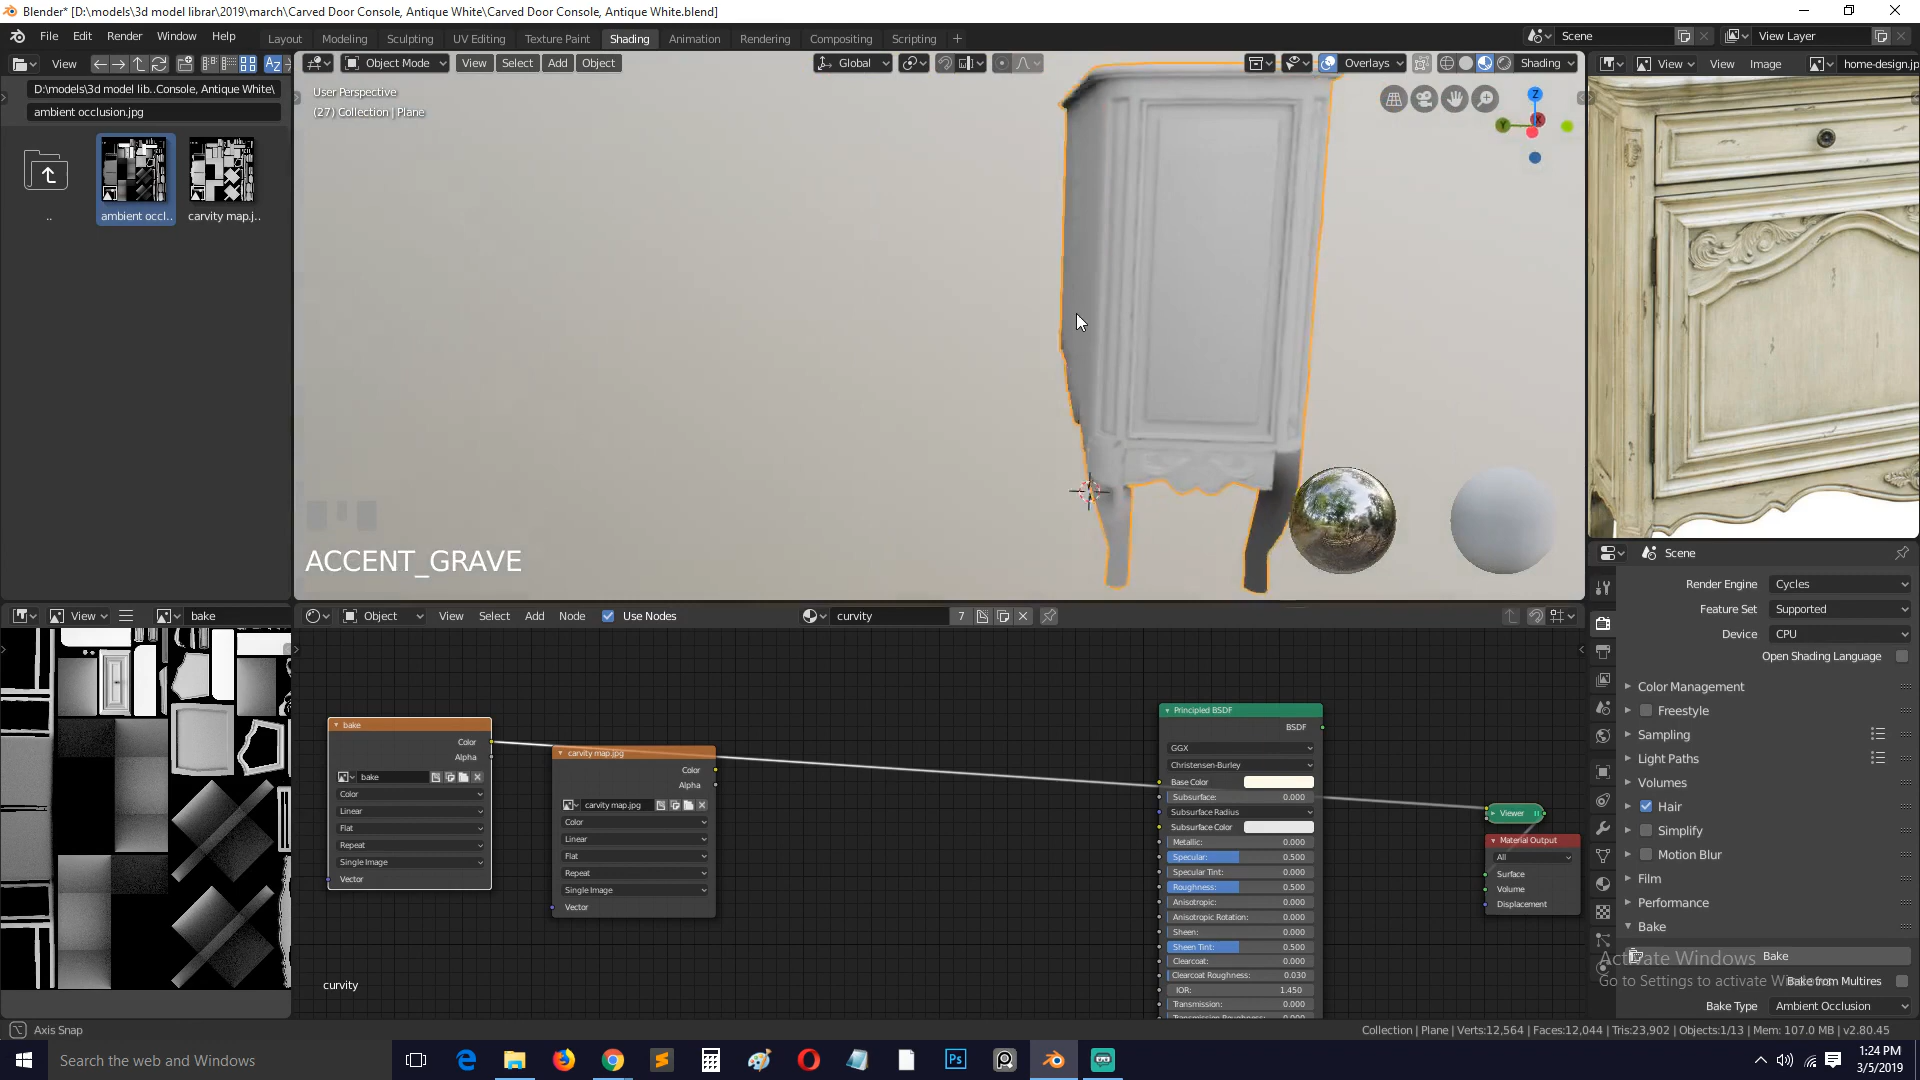 Blender* [D:\models\3d model librar\2019\march\Carved Door Console, Antique White\Carved Door Console, Antique White.blend]
File Edit Render Window Help
Layout Modeling Sculpting UV Editing Texture Paint Shading Animation Rendering Compositing Scripting +
Scene
View Layer
View
Object Mode View Select Add Object
Global
Overlays
Shading
View
View Image
home-design.jp
D:\models\3d model lib..Console, Antique White\
ambient occlusion.jpg
..
ambient occl..
carvity map.j..
User Perspective
(27) Collection | Plane
Z
Y
X
ACCENT_GRAVE
View
bake
Object View Select Add Node Use Nodes
curvity
7
bake
Color
Alpha
bake
Color
Linear
Flat
Repeat
Single Image
Vector
carvity map.jpg
Color
Alpha
carvity map.jpg
Color
Linear
Flat
Repeat
Single Image
Vector
Principled BSDF
BSDF
GGX
Christensen-Burley
Base Color
Subsurface: 0.000
Subsurface Radius
Subsurface Color
Metallic: 0.000
Specular: 0.500
Specular Tint: 0.000
Roughness: 0.500
Anisotropic: 0.000
Anisotropic Rotation: 0.000
Sheen: 0.000
Sheen Tint: 0.500
Clearcoat: 0.000
Clearcoat Roughness: 0.030
IOR: 1.450
Transmission: 0.000
Transmission Roughness: 0.000
Viewer
Material Output
All
Surface
Volume
Displacement
curvity
Scene
Render Engine Cycles
Feature Set Supported
Device CPU
Open Shading Language
Color Management
Freestyle
Sampling
Light Paths
Volumes
Hair
Simplify
Motion Blur
Film
Performance
Bake
Bake
Activate Windows
Go to Settings to activate Windows.
Bake from Multires
Bake Type Ambient Occlusion
Axis Snap
Collection | Plane | Verts:12,564 | Faces:12,044 | Tris:23,902 | Objects:1/13 | Mem: 107.0 MB | v2.80.45
Search the web and Windows
1:24 PM
3/5/2019